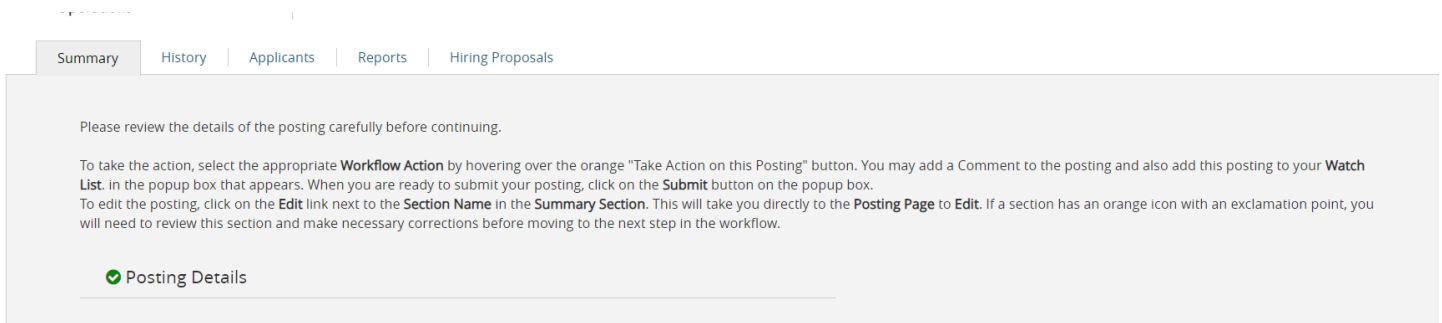 Summary History Applicants Reports Hiring Proposals
Please review the details of the posting carefully before continuing.
To take the action, select the appropriate Workflow Action by hovering over the orange "Take Action on this Posting" button. You may add a Comment to the posting and also add this posting to your Watch
List. in the popup box that appears. When you are ready to submit your posting, click on the Submit button on the popup box.
To edit the posting, click on the Edit link next to the Section Name in the Summary Section. This will take you directly to the Posting Page to Edit. If a section has an orange icon with an exclamation point, you
will need to review this section and make necessary corrections before moving to the next step in the workflow.
Posting Details